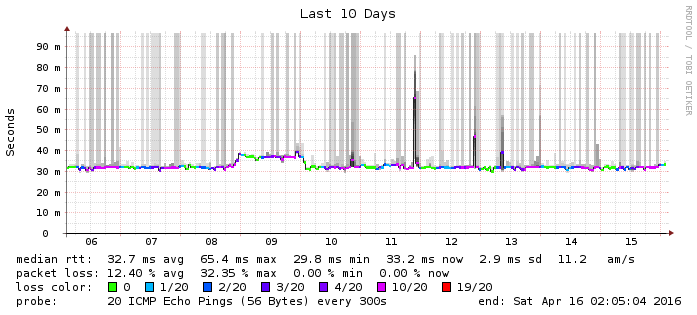 Last 10 Days
RRDTOOL / TOBI OETIKER
Seconds
90 m
80 m
70 m
60 m
50 m
40 m
30 m
20 m
10 m
0
06 07 08 09 10 11 12 13 14 15
median rtt: 32.7 ms avg 65.4 ms max 29.8 ms min 33.2 ms now 2.9 ms sd 11.2 am/s
packet loss: 12.40 % avg 32.35 % max 0.00 % min 0.00 % now
loss color: 0 1/20 2/20 3/20 4/20 10/20 19/20
probe: 20 ICMP Echo Pings (56 Bytes) every 300s end: Sat Apr 16 02:05:04 2016